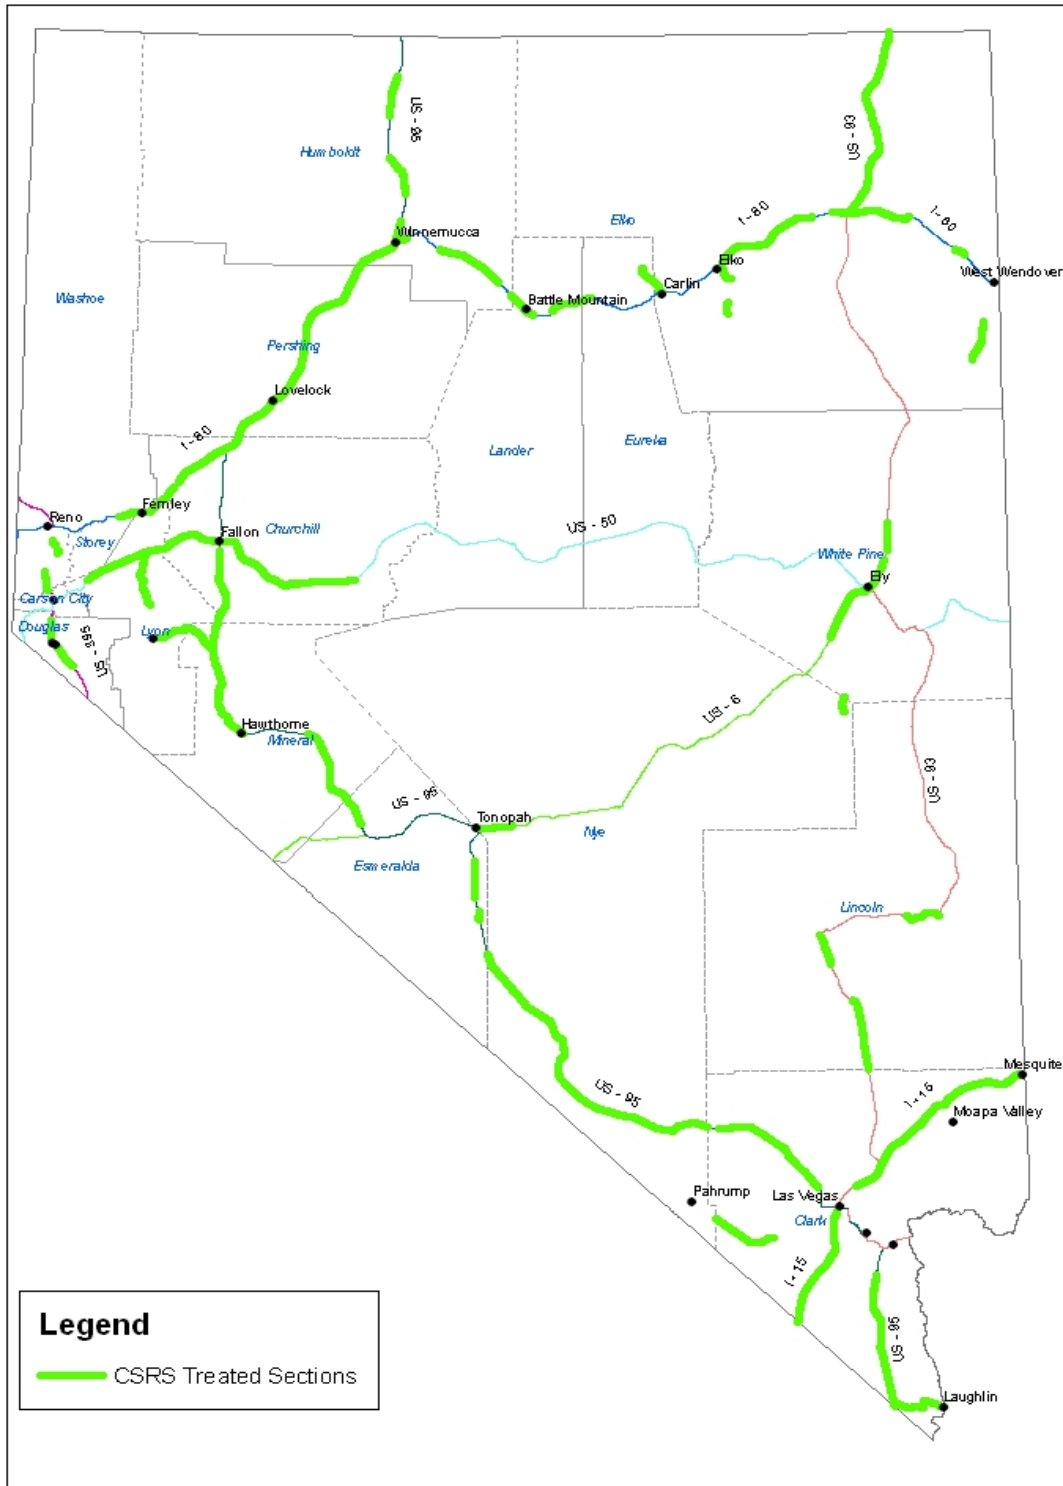 US - 95
US - 93
Humboldt
Elko
I-80
I-80
Winnemucca
Elko
West Wendover
Carlin
Washoe
Battle Mountain
Pershing
Lovelock
I-80
Lander
Eureka
Fernley
Reno
Fallon
Churchill
US - 50
Storey
White Pine
Ely
Carson City
Douglas
US - 395
Lyon
US - 6
Hawthorne
Mineral
US - 93
US - 95
Tonopah
Nye
Esmeralda
Lincoln
Mesquite
US - 95
I - 15
Moapa Valley
Pahrump
Las Vegas
Clark
I - 15
US - 95
Legend
CSRS Treated Sections
Laughlin